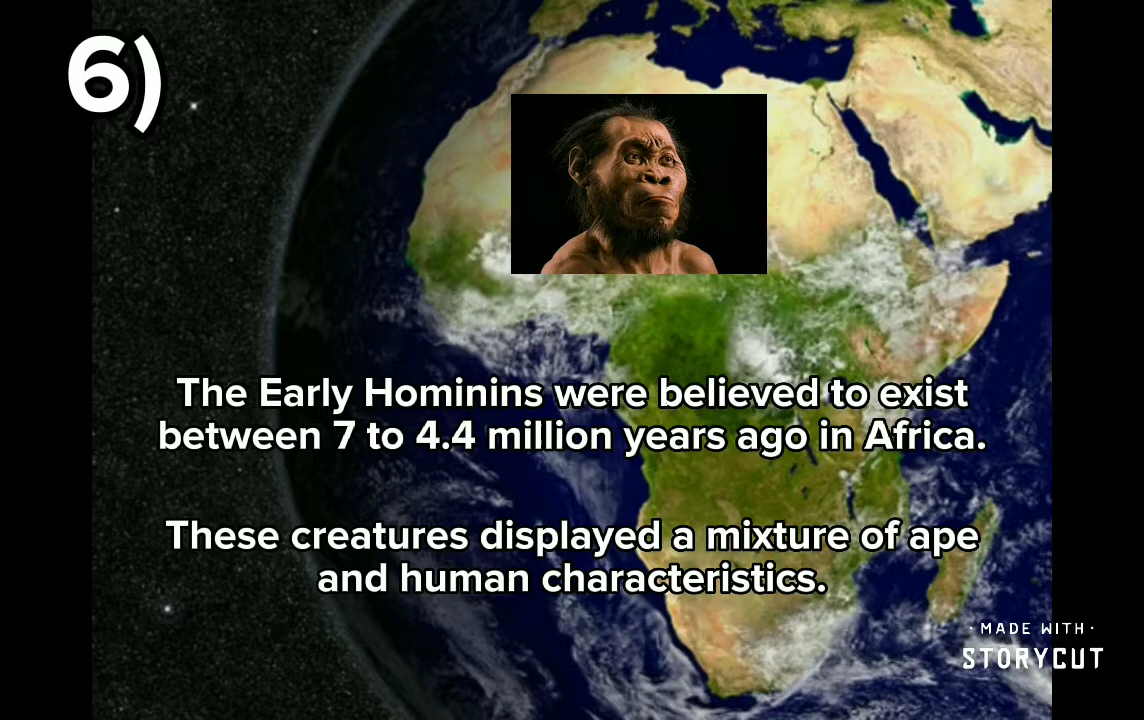 6)
The Early Hominins were believed to exist
between 7 to 4.4 million years ago in Africa.
These creatures displayed a mixture of ape
and human characteristics.
· MADE WITH ·
STORYCUT